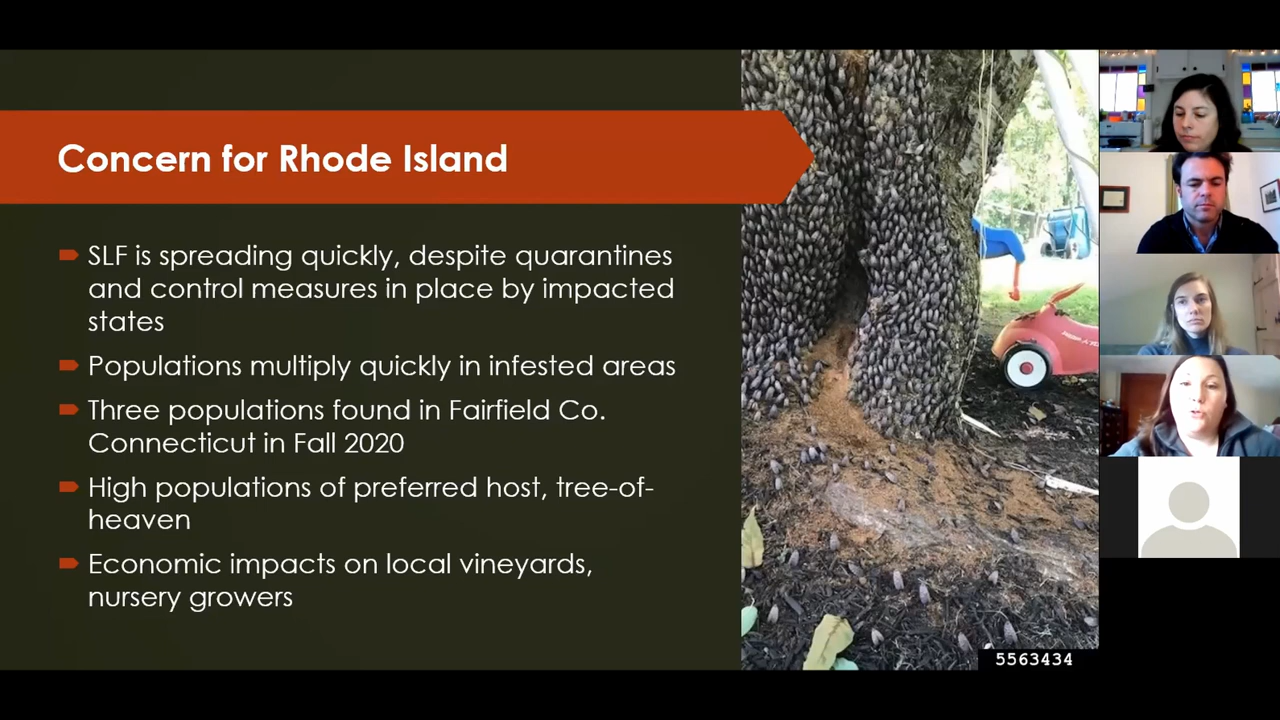 Concern for Rhode Island
SLF is spreading quickly, despite quarantines
and control measures in place by impacted
states
Populations multiply quickly in infested areas
Three populations found in Fairfield Co.
Connecticut in Fall 2020
High populations of preferred host, tree-of-
heaven
Economic impacts on local vineyards,
nursery growers
5563434